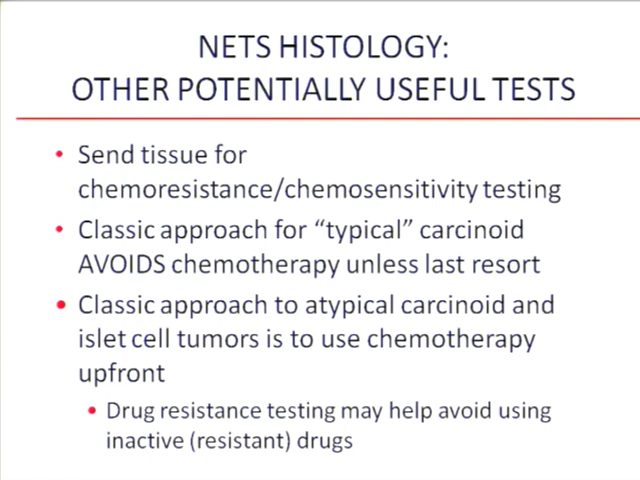 NETS HISTOLOGY:
OTHER POTENTIALLY USEFUL TESTS
• Send tissue for
chemoresistance/chemosensitivity testing
• Classic approach for “typical” carcinoid
AVOIDS chemotherapy unless last resort
• Classic approach to atypical carcinoid and
islet cell tumors is to use chemotherapy
upfront
• Drug resistance testing may help avoid using
inactive (resistant) drugs